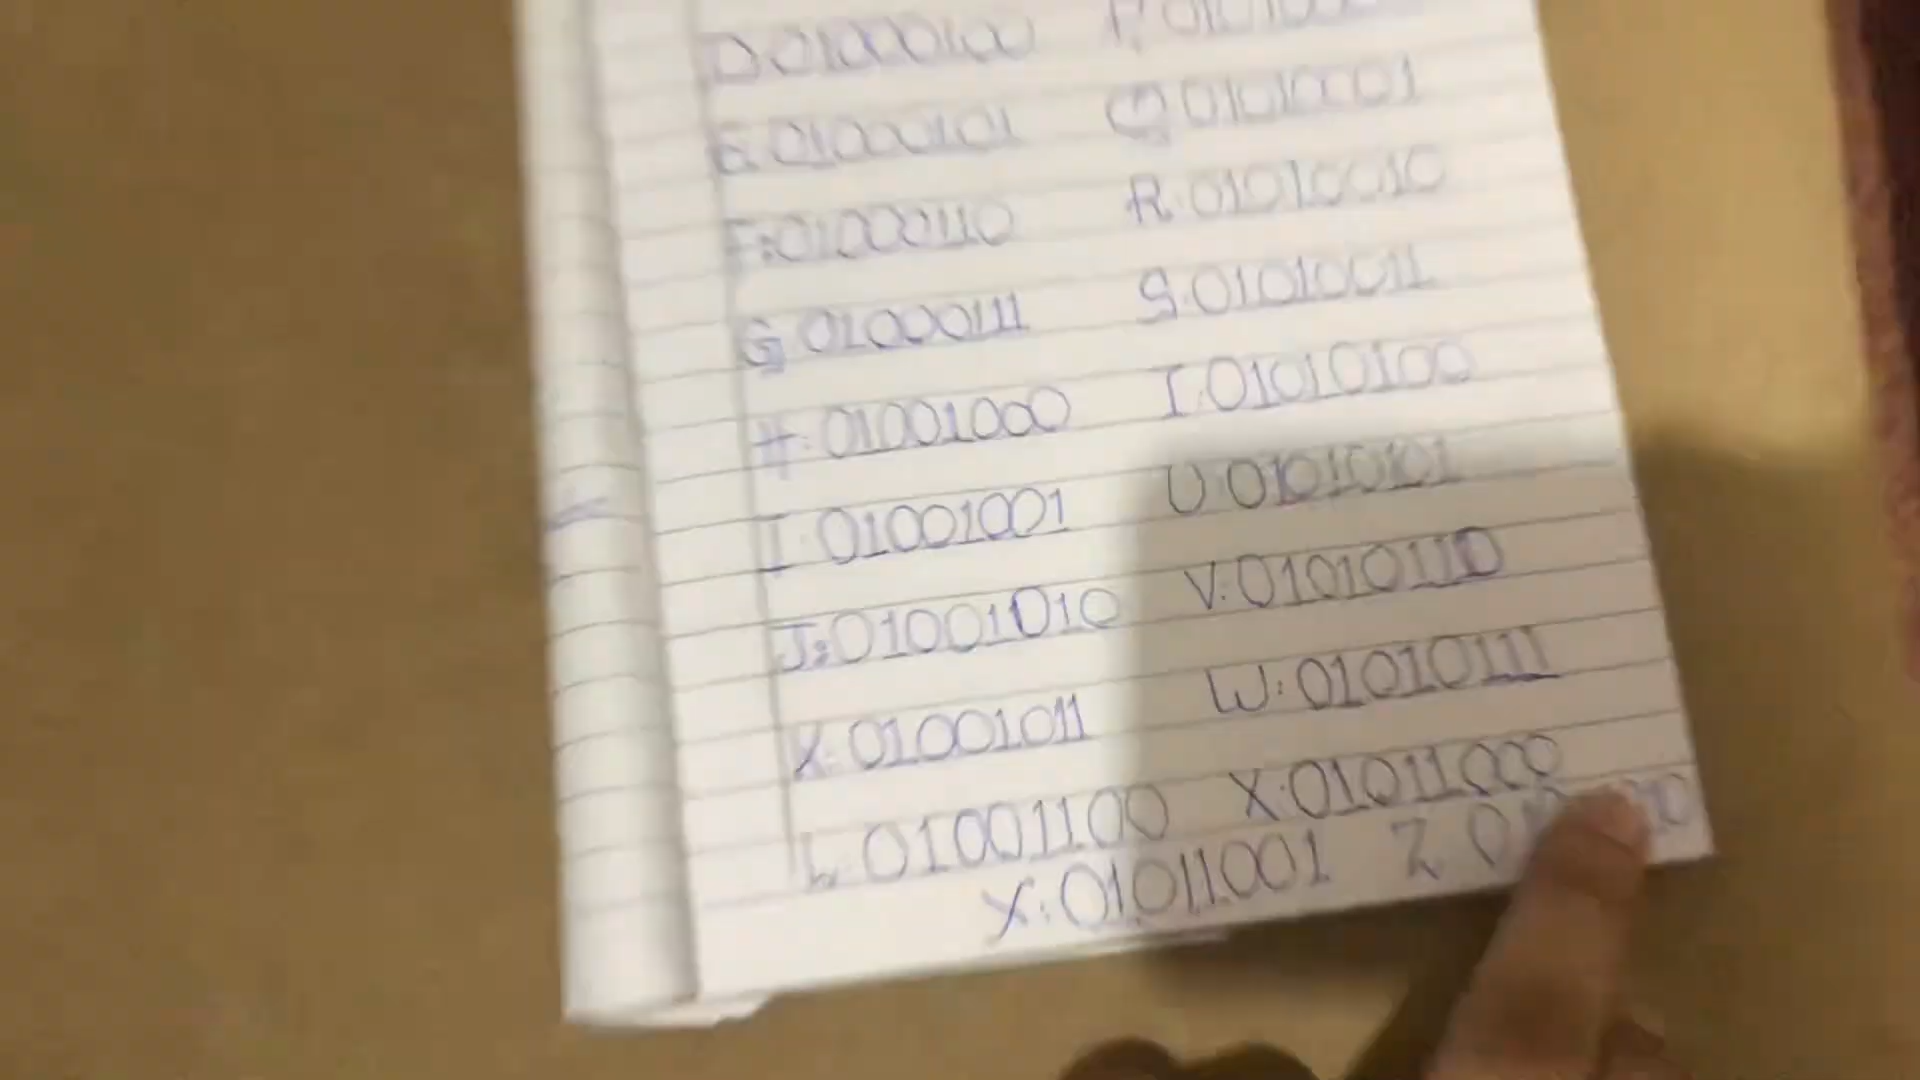 D 01000100
E: 01000101 Q 01010001
F: 01000110 R: 01010010
G: 01000111 S: 01010011
H: 01001000 T: 01010100
I: 01001001 U: 01010101
J: 01001010 V: 01010110
K: 01001011 W: 01010111
L: 01001100 X: 01011000
Y: 01011001 Z